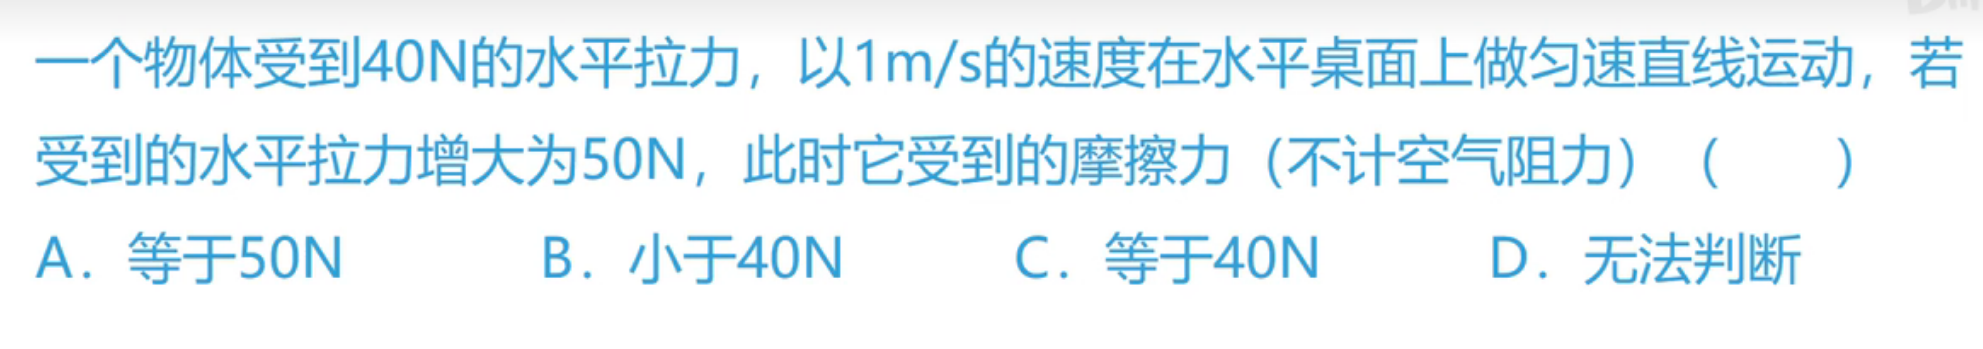 一个物体受到40N的水平拉力，以1m/s的速度在水平桌面上做匀速直线运动，若
受到的水平拉力增大为50N，此时它受到的摩擦力（不计空气阻力）（　　）
A．等于50N　　B．小于40N　　C．等于40N　　D．无法判断